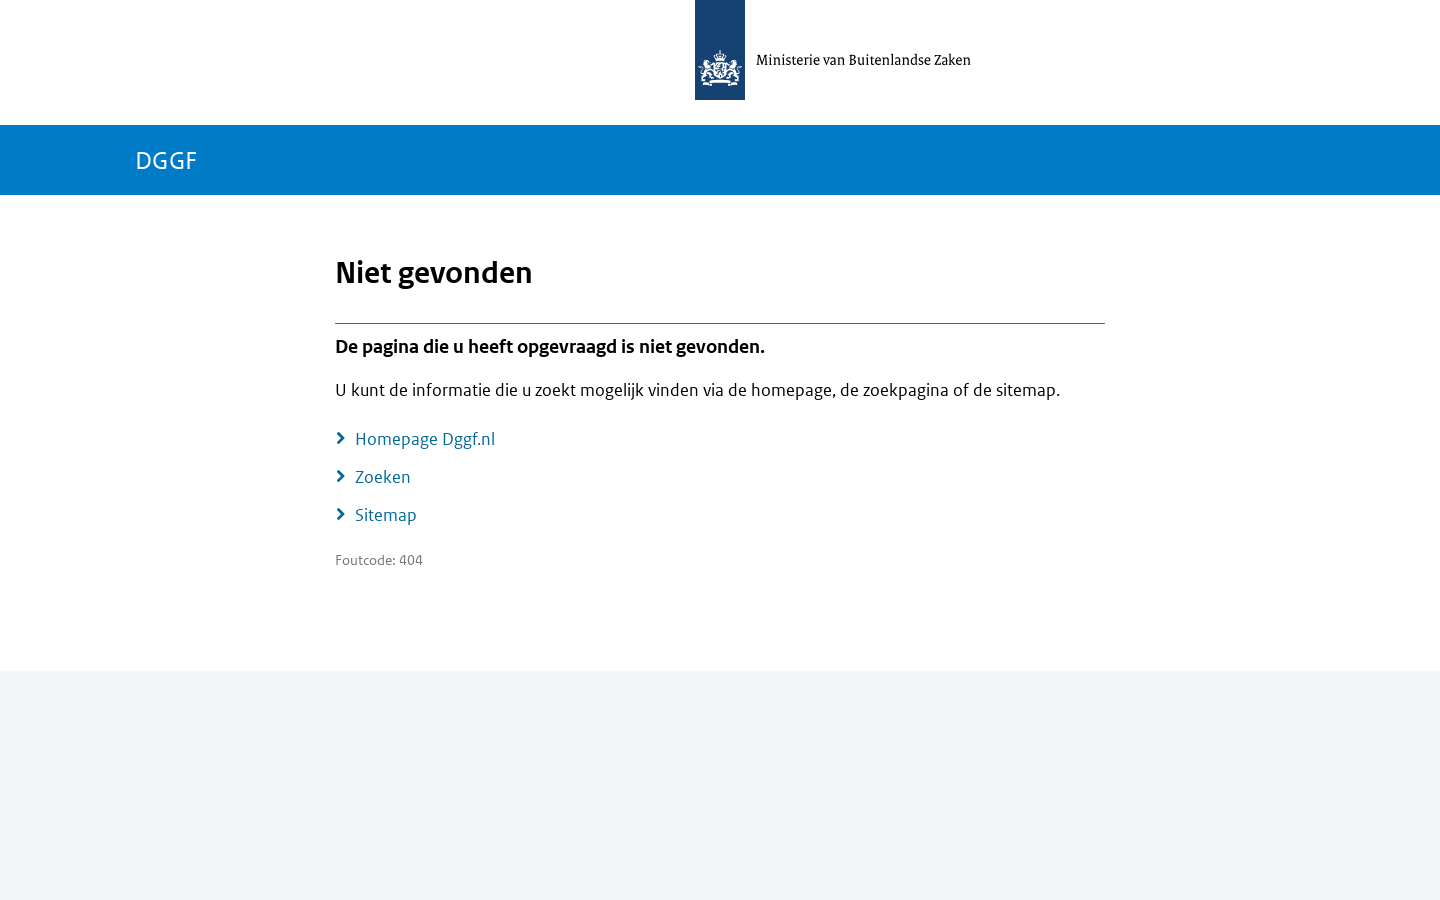 Ministerie van Buitenlandse Zaken
DGGF
Niet gevonden
De pagina die u heeft opgevraagd is niet gevonden.
U kunt de informatie die u zoekt mogelijk vinden via de homepage, de zoekpagina of de sitemap.
Homepage Dggf.nl
Zoeken
Sitemap
Foutcode: 404